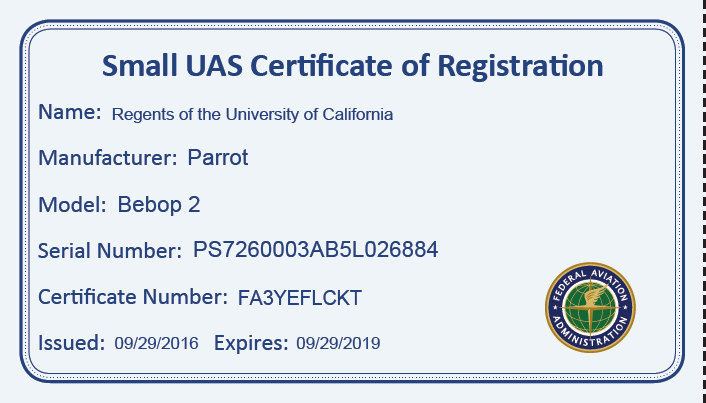 Small UAS Certificate of Registration
Name: Regents of the University of California
Manufacturer: Parrot
Model: Bebop 2
Serial Number: PS7260003AB5L026884
Certificate Number: FA3YEFLCKT
FEDERAL AVIATION
ADMINISTRATION
Issued: 09/29/2016 Expires: 09/29/2019